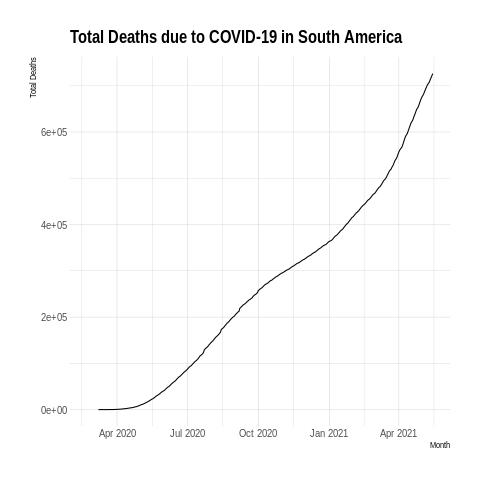 Total Deaths due to COVID-19 in South America
Total Deaths
6e+05
4e+05
2e+05
0e+00
Apr 2020 Jul 2020 Oct 2020 Jan 2021 Apr 2021
Month